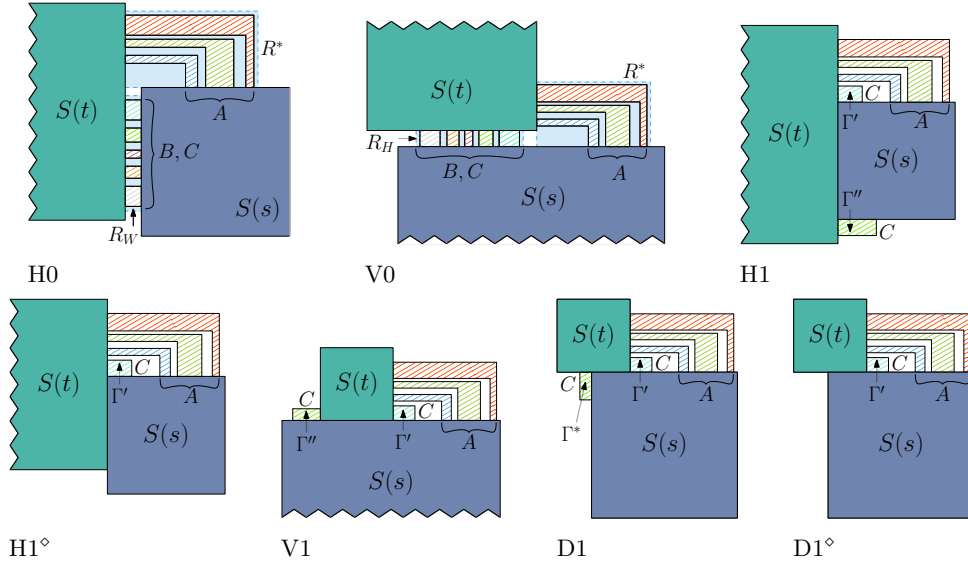 S(t)
R*
A
B, C
S(s)
R_W
H0
S(t)
R*
R_H
B, C
A
S(s)
V0
S(t)
C
Γ′
A
S(s)
Γ″
C
H1
S(t)
C
Γ′
A
S(s)
H1⋄
S(t)
C
C
Γ″
Γ′
A
S(s)
V1
S(t)
C
C
Γ′
A
Γ*
S(s)
D1
S(t)
C
Γ′
A
S(s)
D1⋄